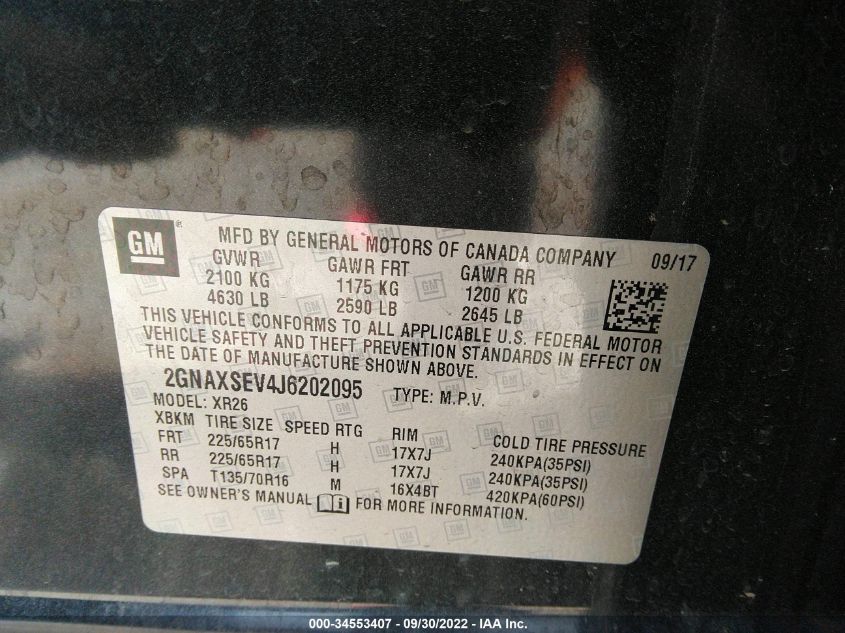 GM ® MFD BY GENERAL MOTORS OF CANADA COMPANY 09/17
GVWR GAWR FRT GAWR RR
2100 KG 1175 KG 1200 KG
4630 LB 2590 LB 2645 LB
THIS VEHICLE CONFORMS TO ALL APPLICABLE U.S. FEDERAL MOTOR
VEHICLE SAFETY AND THEFT PREVENTION STANDARDS IN EFFECT ON
THE DATE OF MANUFACTURE SHOWN ABOVE.
2GNAXSEV4J6202095 TYPE: M.P.V.
MODEL: XR26
XBKM TIRE SIZE SPEED RTG RIM COLD TIRE PRESSURE
FRT 225/65R17 H 17X7J 240KPA(35PSI)
RR 225/65R17 H 17X7J 240KPA(35PSI)
SPA T135/70R16 M 16X4BT 420KPA(60PSI)
SEE OWNER'S MANUAL FOR MORE INFORMATION.
000-34553407 - 09/30/2022 - IAA Inc.